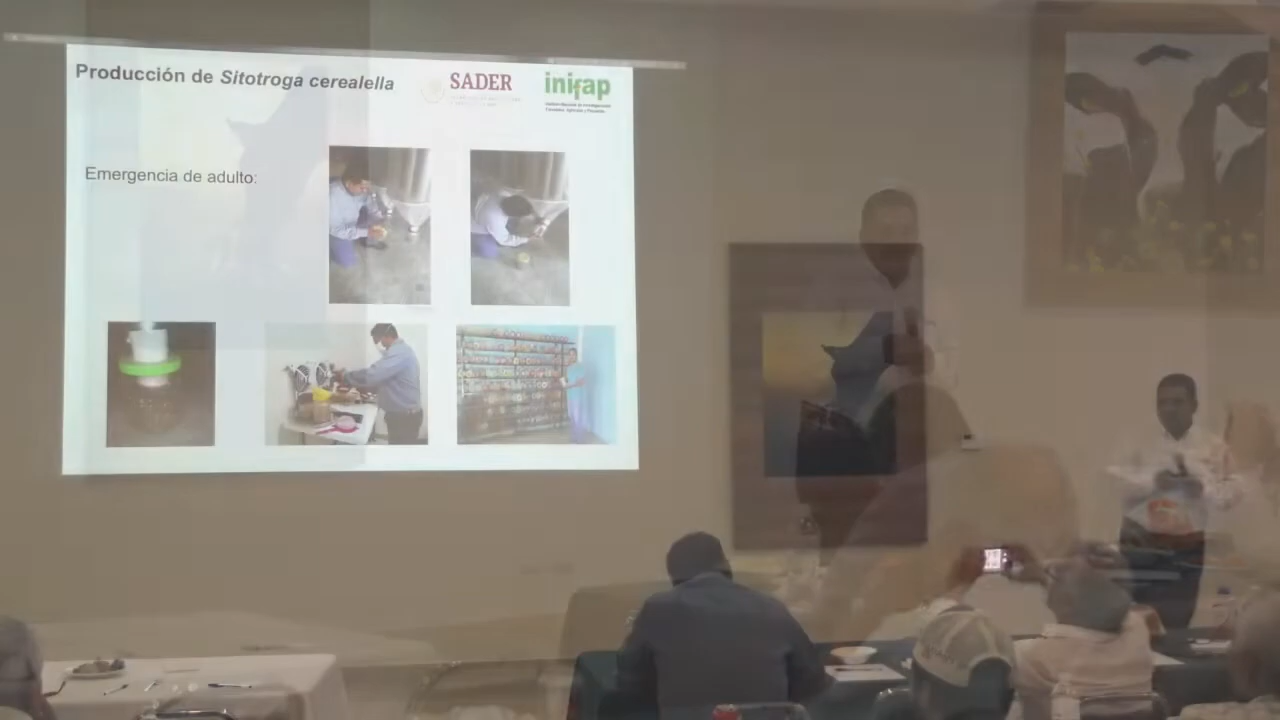 Producción de Sitotroga cerealella
SADER
inifap
Emergencia de adulto: